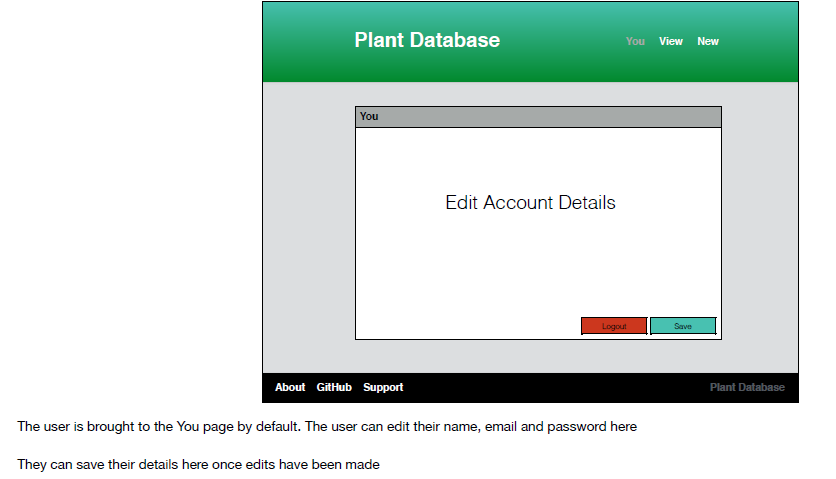 Plant Database
You View New
You
Edit Account Details
Logout Save
About GitHub Support Plant Database
The user is brought to the You page by default. The user can edit their name, email and password here
They can save their details here once edits have been made